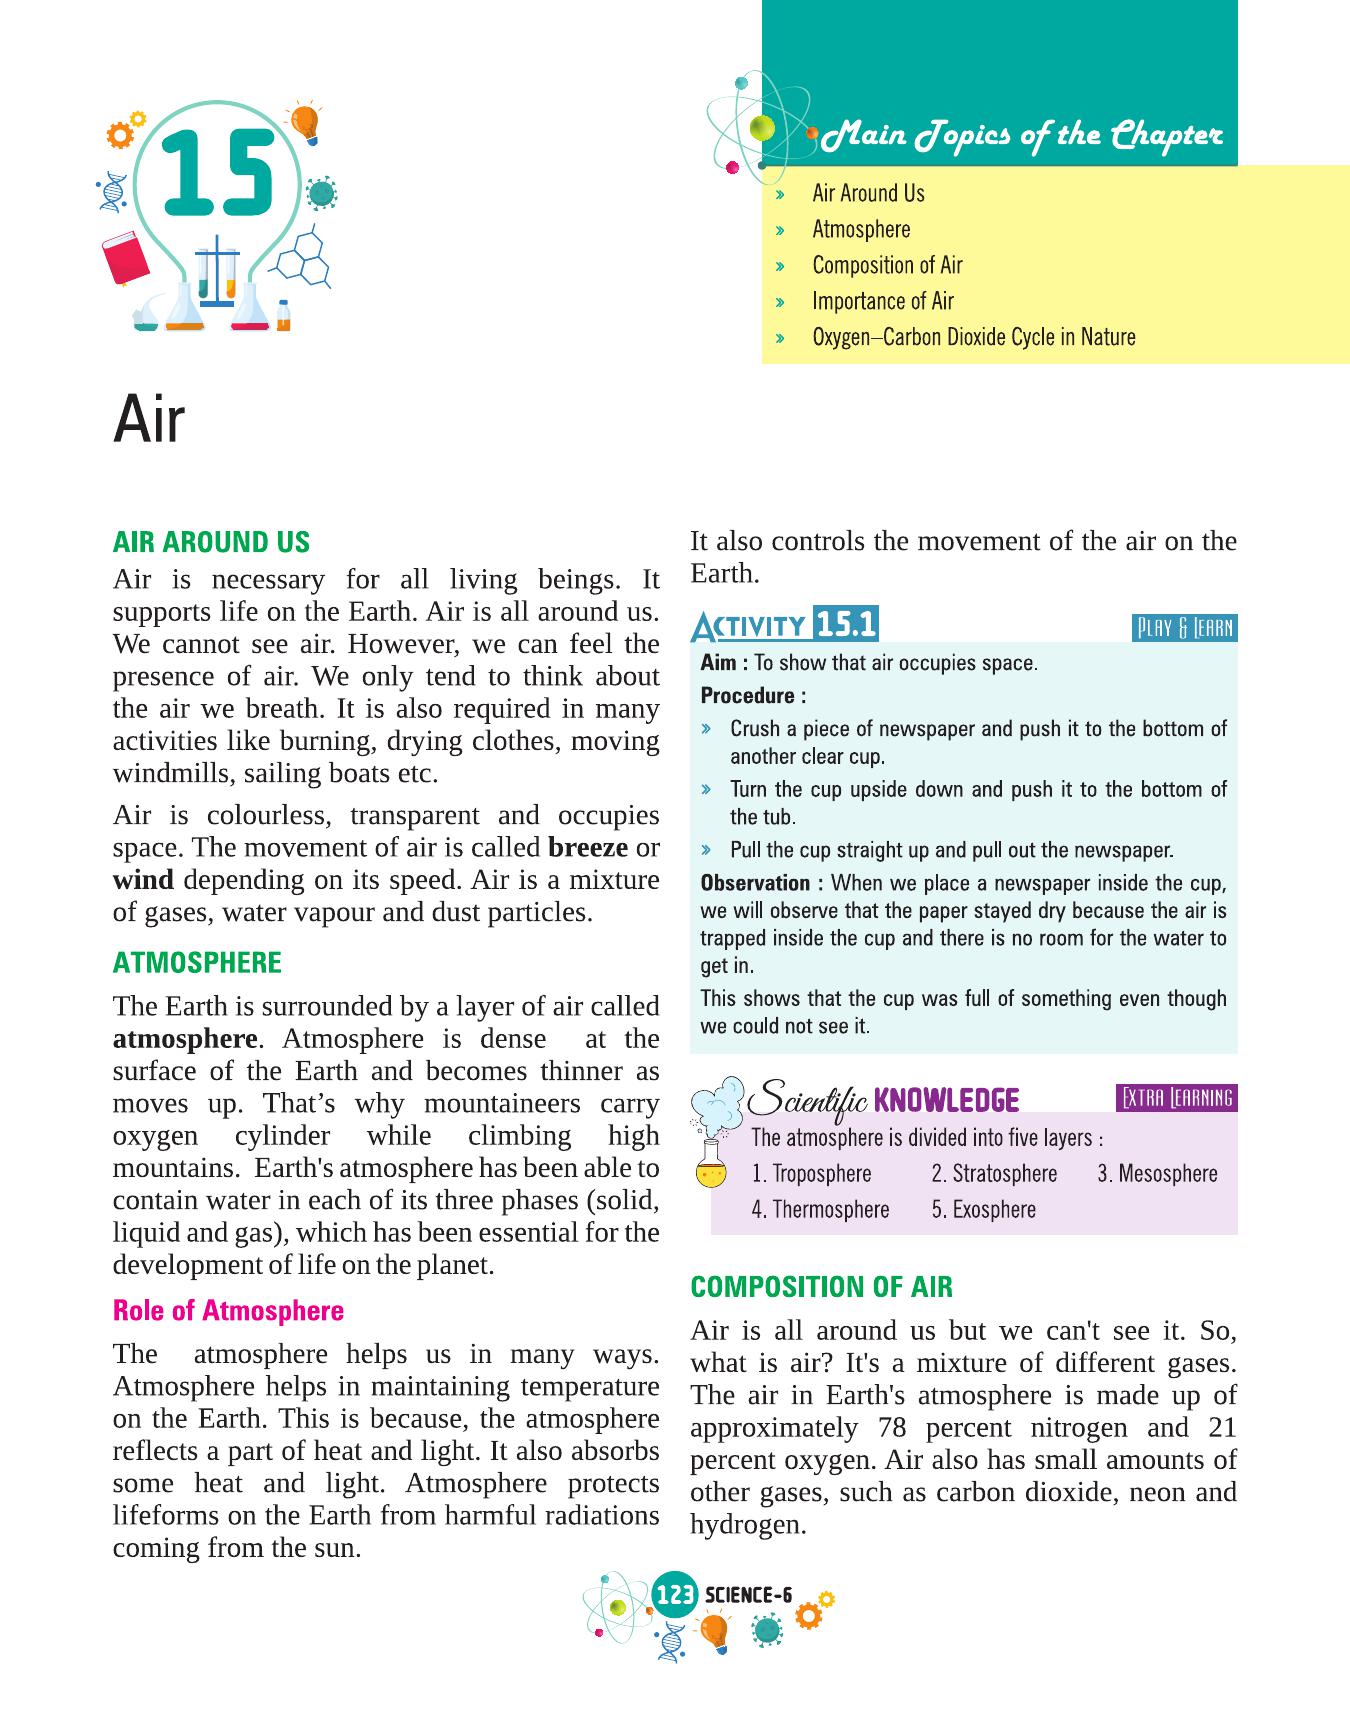 15
Main Topics of the Chapter
» Air Around Us
» Atmosphere
» Composition of Air
» Importance of Air
» Oxygen–Carbon Dioxide Cycle in Nature
Air
AIR AROUND US
Air is necessary for all living beings. It
supports life on the Earth. Air is all around us.
We cannot see air. However, we can feel the
presence of air. We only tend to think about
the air we breath. It is also required in many
activities like burning, drying clothes, moving
windmills, sailing boats etc.
Air is colourless, transparent and occupies
space. The movement of air is called breeze or
wind depending on its speed. Air is a mixture
of gases, water vapour and dust particles.
ATMOSPHERE
The Earth is surrounded by a layer of air called
atmosphere. Atmosphere is dense at the
surface of the Earth and becomes thinner as
moves up. That’s why mountaineers carry
oxygen cylinder while climbing high
mountains. Earth's atmosphere has been able to
contain water in each of its three phases (solid,
liquid and gas), which has been essential for the
development of life on the planet.
Role of Atmosphere
The atmosphere helps us in many ways.
Atmosphere helps in maintaining temperature
on the Earth. This is because, the atmosphere
reflects a part of heat and light. It also absorbs
some heat and light. Atmosphere protects
lifeforms on the Earth from harmful radiations
coming from the sun.
It also controls the movement of the air on the
Earth.
ACTIVITY 15.1
PLAY & LEARN
Aim : To show that air occupies space.
Procedure :
» Crush a piece of newspaper and push it to the bottom of
another clear cup.
» Turn the cup upside down and push it to the bottom of
the tub.
» Pull the cup straight up and pull out the newspaper.
Observation : When we place a newspaper inside the cup,
we will observe that the paper stayed dry because the air is
trapped inside the cup and there is no room for the water to
get in.
This shows that the cup was full of something even though
we could not see it.
Scientific KNOWLEDGE
EXTRA LEARNING
The atmosphere is divided into five layers :
1. Troposphere 2. Stratosphere 3. Mesosphere
4. Thermosphere 5. Exosphere
COMPOSITION OF AIR
Air is all around us but we can't see it. So,
what is air? It's a mixture of different gases.
The air in Earth's atmosphere is made up of
approximately 78 percent nitrogen and 21
percent oxygen. Air also has small amounts of
other gases, such as carbon dioxide, neon and
hydrogen.
123 SCIENCE-6